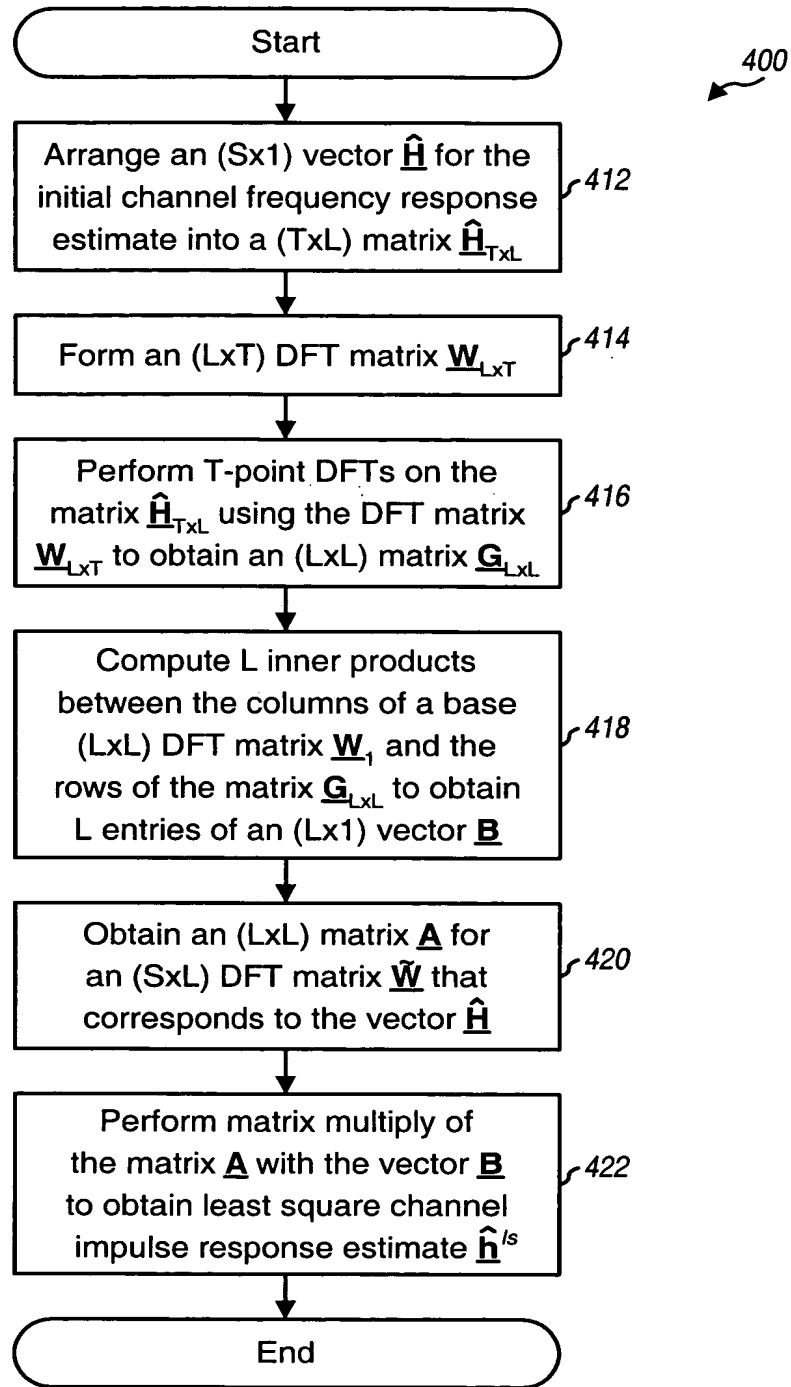 Start
400
Arrange an (Sx1) vector Ĥ for the
initial channel frequency response
estimate into a (TxL) matrix Ĥ_TxL
412
Form an (LxT) DFT matrix W_LxT
414
Perform T-point DFTs on the
matrix Ĥ_TxL using the DFT matrix
W_LxT to obtain an (LxL) matrix G_LxL
416
Compute L inner products
between the columns of a base
(LxL) DFT matrix W_1 and the
rows of the matrix G_LxL to obtain
L entries of an (Lx1) vector B
418
Obtain an (LxL) matrix A for
an (SxL) DFT matrix W̃ that
corresponds to the vector Ĥ
420
Perform matrix multiply of
the matrix A with the vector B
to obtain least square channel
impulse response estimate ĥ^ls
422
End